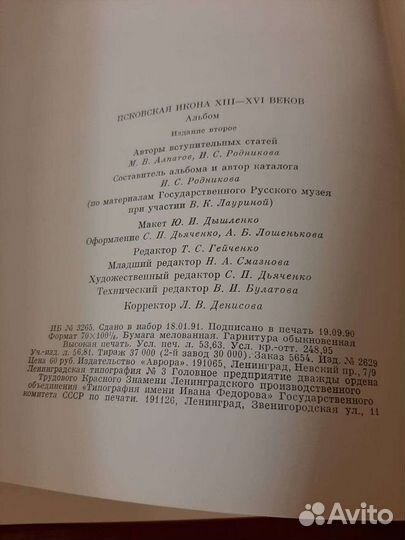 ПСКОВСКАЯ ИКОНА XIII—XVI ВЕКОВ
Альбом
Издание второе
Авторы вступительных статей
М. В. Алпатов, И. С. Родникова
Составитель альбома и автор каталога
И. С. Родникова
(по материалам Государственного Русского музея
при участии В. К. Лауриной)
Макет Ю. И. Дышленко
Оформление С. П. Дьяченко, А. Б. Лошенькова
Редактор Т. С. Гейченко
Младший редактор Н. А. Смазнова
Художественный редактор С. П. Дьяченко
Технический редактор В. И. Булатова
Корректор Л. В. Денисова
ИБ № 3265. Сдано в набор 18.01.91. Подписано в печать 19.09.90
Формат 70×100⅛. Бумага мелованная. Гарнитура обыкновенная
Высокая печать. Усл. печ. л. 53,63. Усл. кр.-отт. 248,95
Уч.-изд. л. 56,81. Тираж 37 000 (2-й завод 30 000). Заказ 5654. Изд. № 2629
Цена 60 руб. Издательство «Аврора». 191065, Ленинград, Невский пр., 7/9
Ленинградская типография № 3 Головное предприятие дважды ордена
Трудового Красного Знамени Ленинградского производственного
объединения «Типография имени Ивана Федорова» Государственного
комитета СССР по печати. 191126, Ленинград, Звенигородская ул., 11
Avito